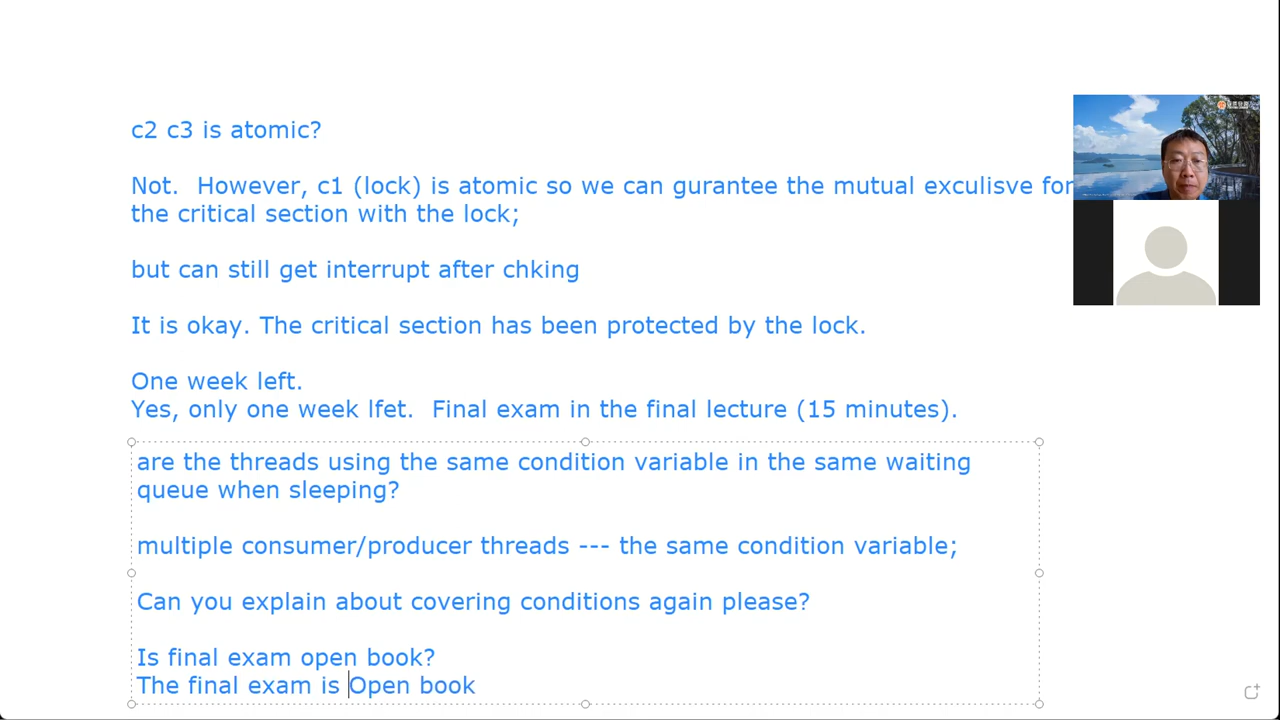 c2 c3 is atomic?
Not.  However, c1 (lock) is atomic so we can gurantee the mutual exculisve for
the critical section with the lock;
but can still get interrupt after chking
It is okay. The critical section has been protected by the lock.
One week left.
Yes, only one week lfet.  Final exam in the final lecture (15 minutes).
are the threads using the same condition variable in the same waiting
queue when sleeping?
multiple consumer/producer threads --- the same condition variable;
Can you explain about covering conditions again please?
Is final exam open book?
The final exam is Open book